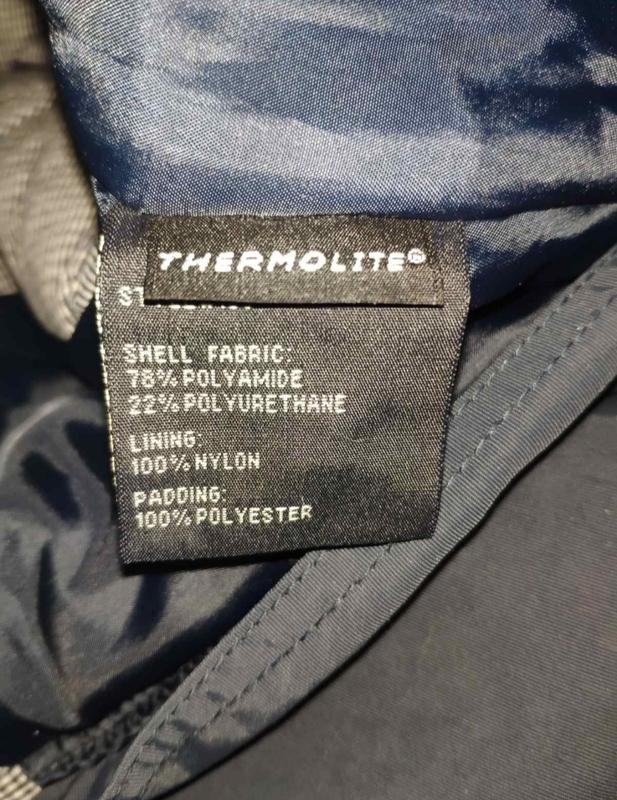 THERMOLITE®
SHELL FABRIC:
78% POLYAMIDE
22% POLYURETHANE
LINING:
100% NYLON
PADDING:
100% POLYESTER